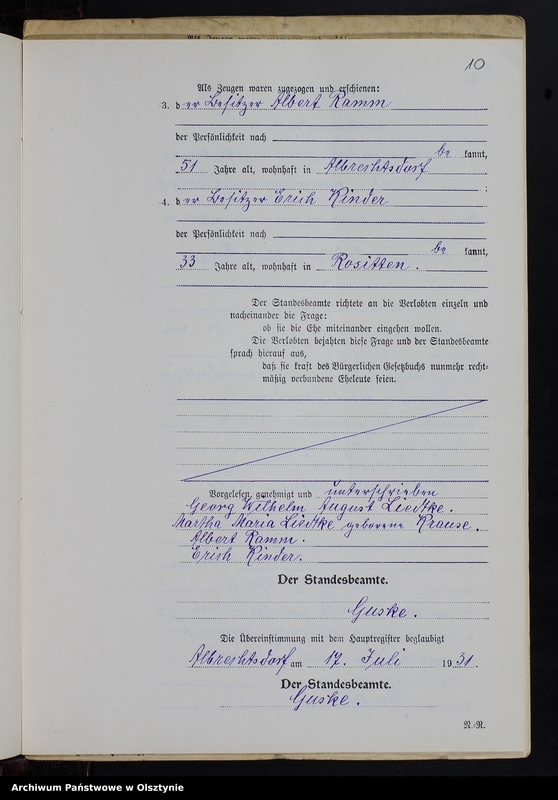 10
Als Zeugen waren zugezogen und erschienen:
3. der Besitzer Albert Ramm
der Persönlichkeit nach
be kannt,
51 Jahre alt, wohnhaft in Albrechtsdorf
;
4. der Besitzer Erich Kinder
der Persönlichkeit nach
be kannt,
33 Jahre alt, wohnhaft in Rositten.
Der Standesbeamte richtete an die Verlobten einzeln und
nacheinander die Frage:
ob sie die Ehe miteinander eingehen wollen.
Die Verlobten bejahten diese Frage und der Standesbeamte
sprach hierauf aus,
daß sie kraft des Bürgerlichen Gesetzbuchs nunmehr recht-
mäßig verbundene Eheleute seien.
Vorgelesen, genehmigt und unterschrieben
Georg Wilhelm August Liedtke.
Martha Maria Liedtke geborene Krause.
Albert Ramm.
Erich Kinder.
Der Standesbeamte.
Guske.
Die Übereinstimmung mit dem Hauptregister beglaubigt
Albrechtsdorf am 17. Juli 1931.
Der Standesbeamte.
Guske.
N.-R.
Archiwum Państwowe w Olsztynie